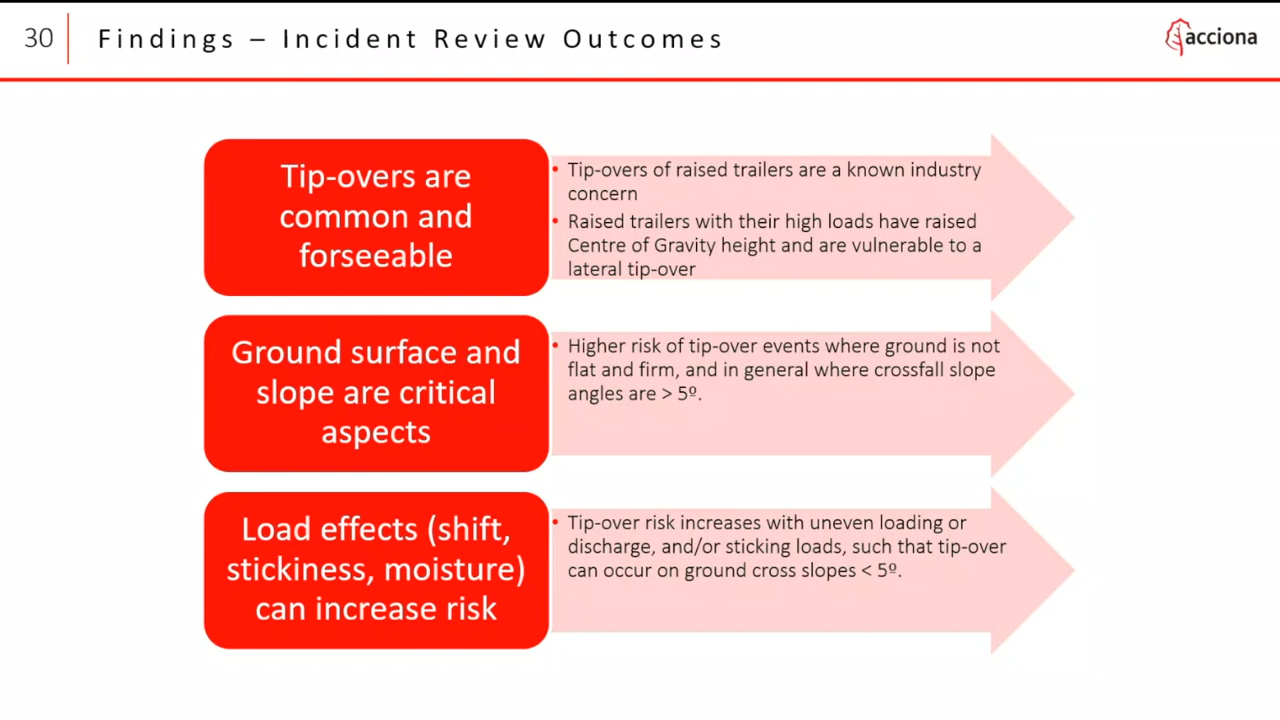 30
Findings – Incident Review Outcomes
acciona
Tip-overs are
common and
forseeable
• Tip-overs of raised trailers are a known industry
concern
• Raised trailers with their high loads have raised
Centre of Gravity height and are vulnerable to a
lateral tip-over
Ground surface and
slope are critical
aspects
• Higher risk of tip-over events where ground is not
flat and firm, and in general where crossfall slope
angles are > 5º.
Load effects (shift,
stickiness, moisture)
can increase risk
• Tip-over risk increases with uneven loading or
discharge, and/or sticking loads, such that tip-over
can occur on ground cross slopes < 5º.